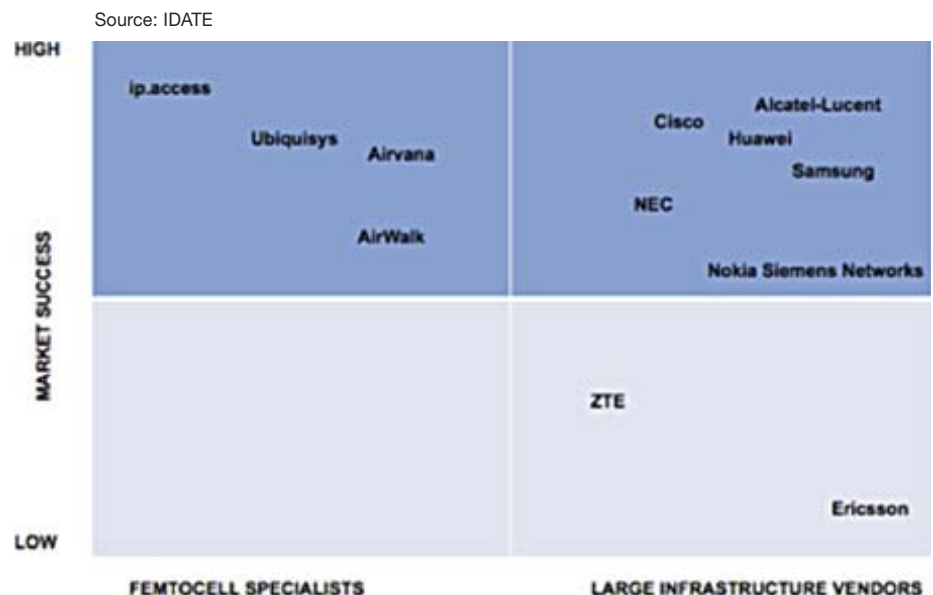 Source: IDATE
HIGH
ip.access
Alcatel-Lucent
Cisco
Ubiquisys
Huawei
Airvana
Samsung
NEC
AirWalk
Nokia Siemens Networks
MARKET SUCCESS
ZTE
Ericsson
LOW
FEMTOCELL SPECIALISTS
LARGE INFRASTRUCTURE VENDORS